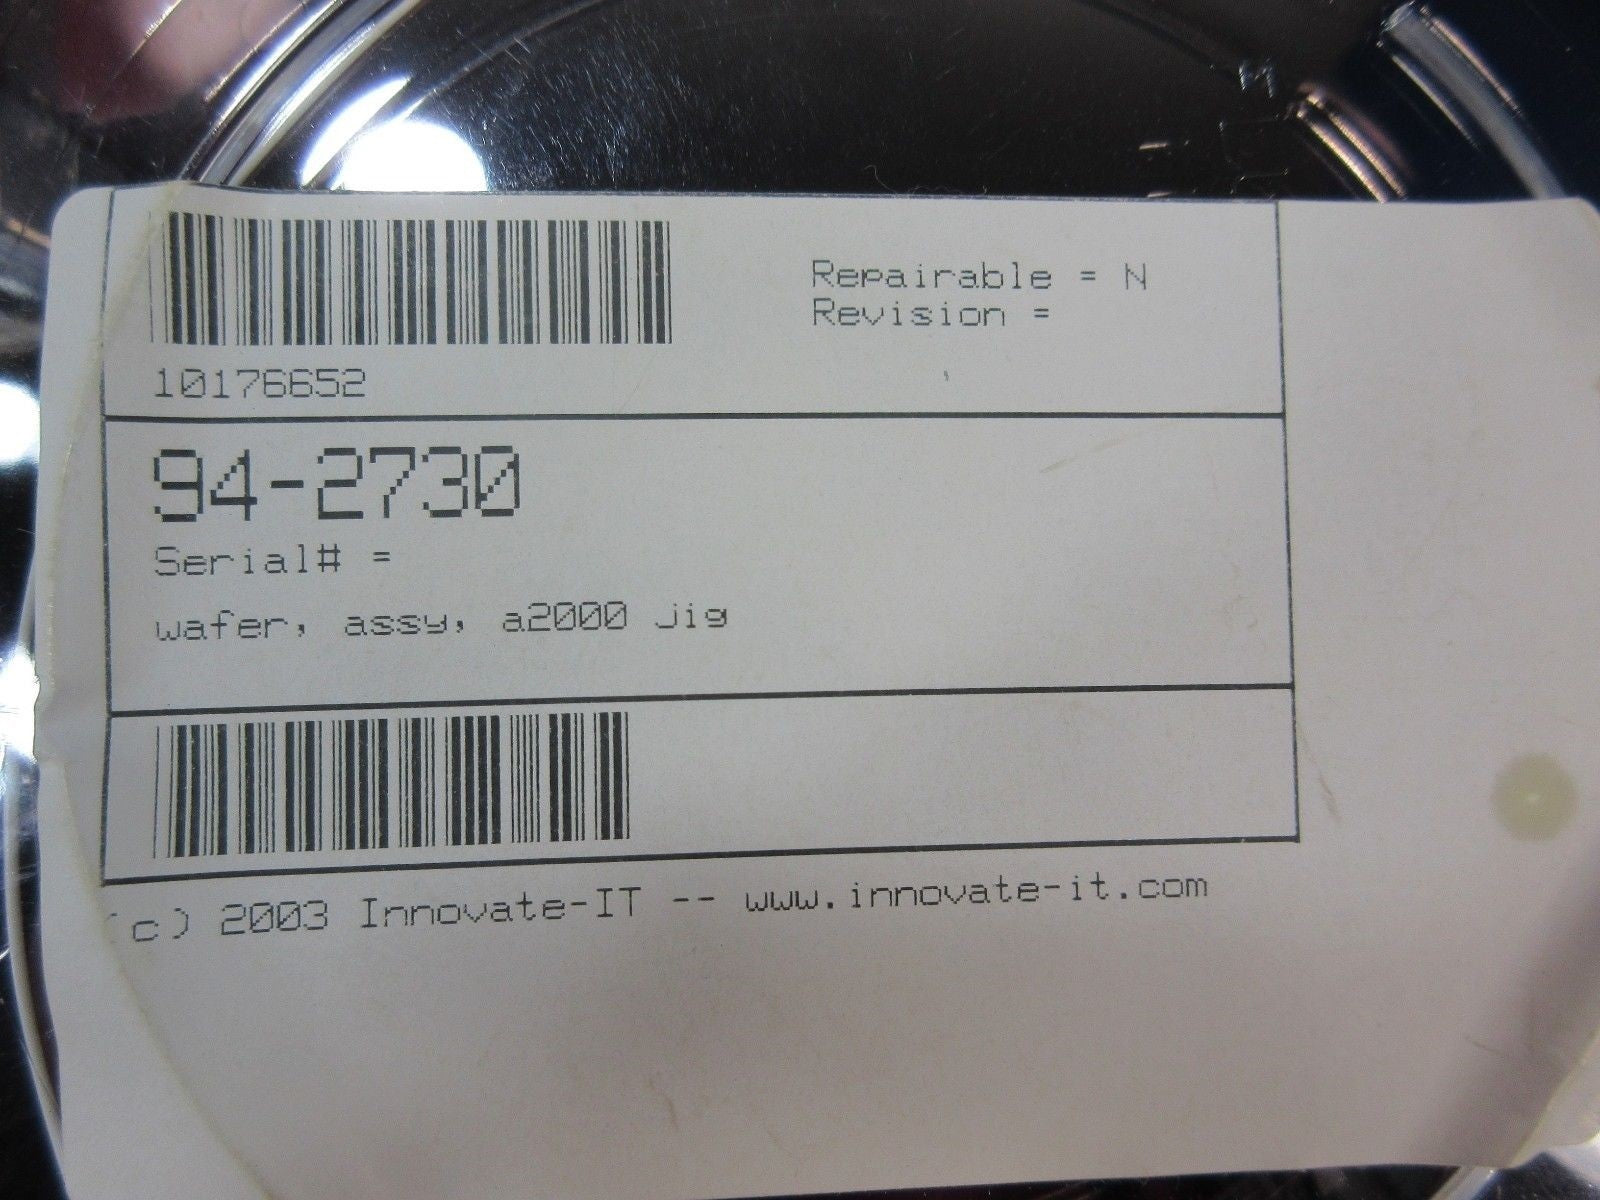 Repairable = N
Revision =
10176652
94-2730
Serial# =
wafer, assy, a2000 jig
(c) 2003 Innovate-IT -- www.innovate-it.com